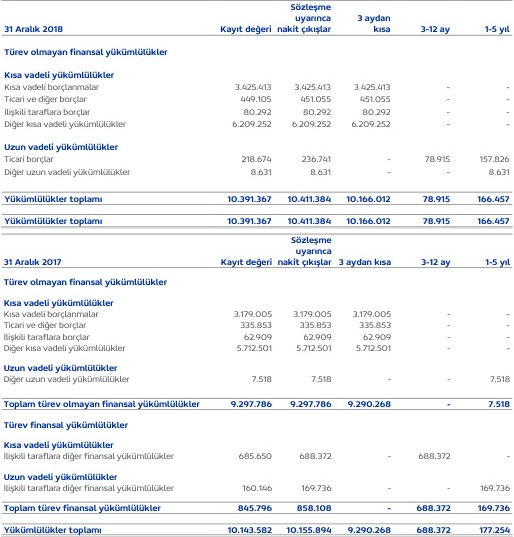 31 Aralık 2018 Kayıt değeri Sözleşme uyarınca nakit çıkışlar 3 aydan kısa 3-12 ay 1-5 yıl
Türev olmayan finansal yükümlülükler
Kısa vadeli yükümlülükler
Kısa vadeli borçlanmalar 3.425.413 3.425.413 3.425.413 - -
Ticari ve diğer borçlar 449.105 451.055 451.055 - -
İlişkili taraflara borçlar 80.292 80.292 80.292 - -
Diğer kısa vadeli yükümlülükler 6.209.252 6.209.252 6.209.252 - -
Uzun vadeli yükümlülükler
Ticari borçlar 218.674 236.741 - 78.915 157.826
Diğer uzun vadeli yükümlülükler 8.631 8.631 - - 8.631
Yükümlülükler toplamı 10.391.367 10.411.384 10.166.012 78.915 166.457
Yükümlülükler toplamı 10.391.367 10.411.384 10.166.012 78.915 166.457
31 Aralık 2017 Kayıt değeri Sözleşme uyarınca nakit çıkışlar 3 aydan kısa 3-12 ay 1-5 yıl
Türev olmayan finansal yükümlülükler
Kısa vadeli yükümlülükler
Kısa vadeli borçlanmalar 3.179.005 3.179.005 3.179.005 - -
Ticari ve diğer borçlar 335.853 335.853 335.853 - -
İlişkili taraflara borçlar 62.909 62.909 62.909 - -
Diğer kısa vadeli yükümlülükler 5.712.501 5.712.501 5.712.501 - -
Uzun vadeli yükümlülükler
Diğer uzun vadeli yükümlülükler 7.518 7.518 - - 7.518
Toplam türev olmayan finansal yükümlülükler 9.297.786 9.297.786 9.290.268 - 7.518
Türev finansal yükümlülükler
Kısa vadeli yükümlülükler
İlişkili taraflara diğer finansal yükümlülükler 685.650 688.372 - 688.372 -
Uzun vadeli yükümlülükler
İlişkili taraflara diğer finansal yükümlülükler 160.146 169.736 - - 169.736
Toplam türev finansal yükümlülükler 845.796 858.108 - 688.372 169.736
Yükümlülükler toplamı 10.143.582 10.155.894 9.290.268 688.372 177.254